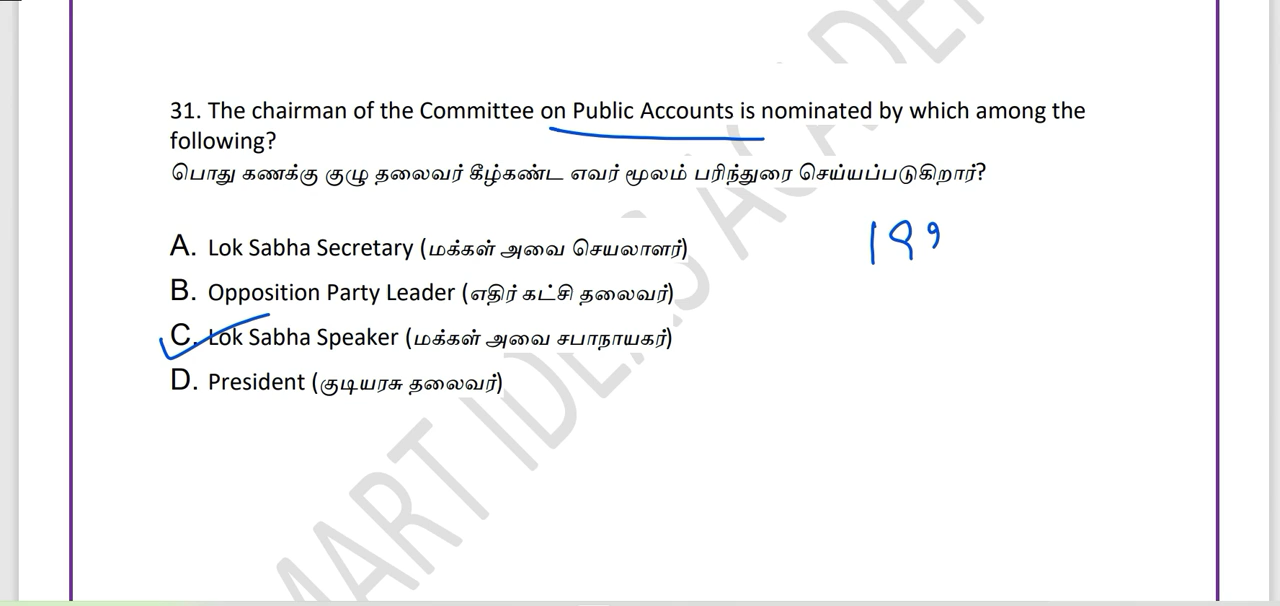 31. The chairman of the Committee on Public Accounts is nominated by which among the
following?
பொது கணக்கு குழு தலைவர் கீழ்கண்ட எவர் மூலம் பரிந்துரை செய்யப்படுகிறார்?
A. Lok Sabha Secretary (மக்கள் அவை செயலாளர்)
B. Opposition Party Leader (எதிர் கட்சி தலைவர்)
C. Lok Sabha Speaker (மக்கள் அவை சபாநாயகர்)
D. President (குடியரசு தலைவர்)